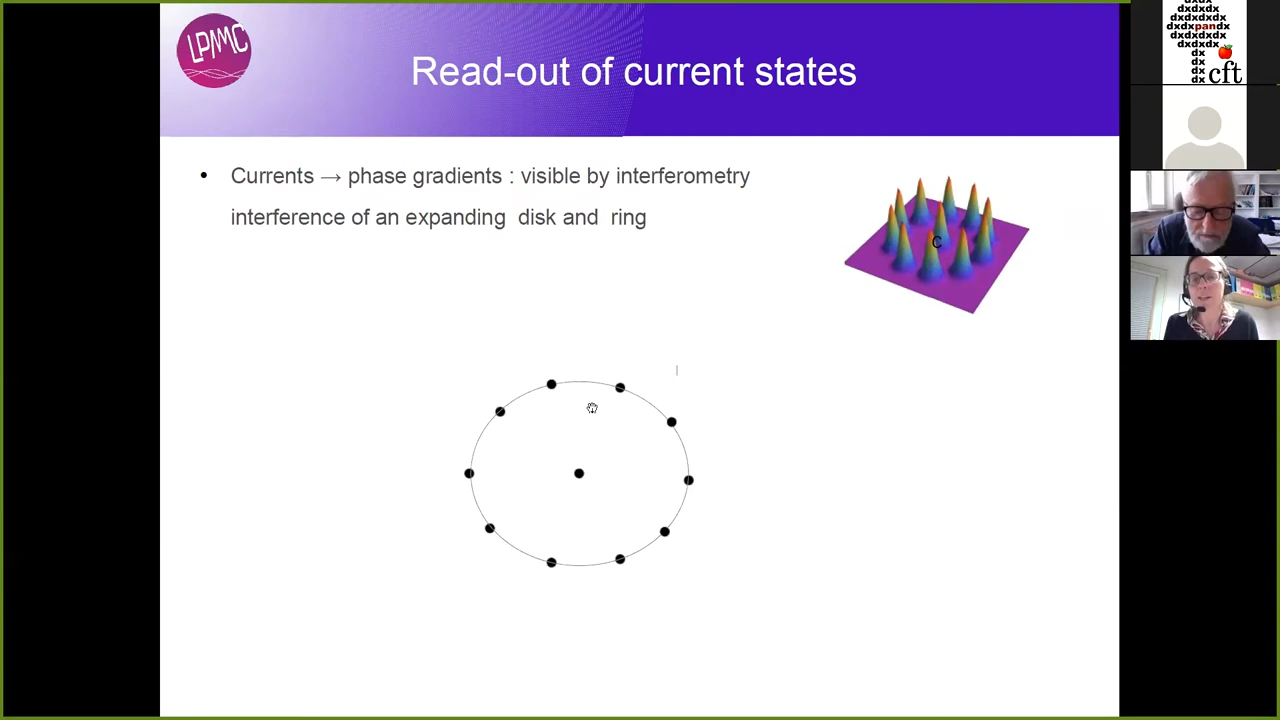 LPMMC
Read-out of current states
• Currents → phase gradients : visible by interferometry
interference of an expanding disk and ring
C
dxdxdx
dxdxdxdx
dxdxpandx
dxdxdxdx
dxdxdx
dx
dx
dx cft